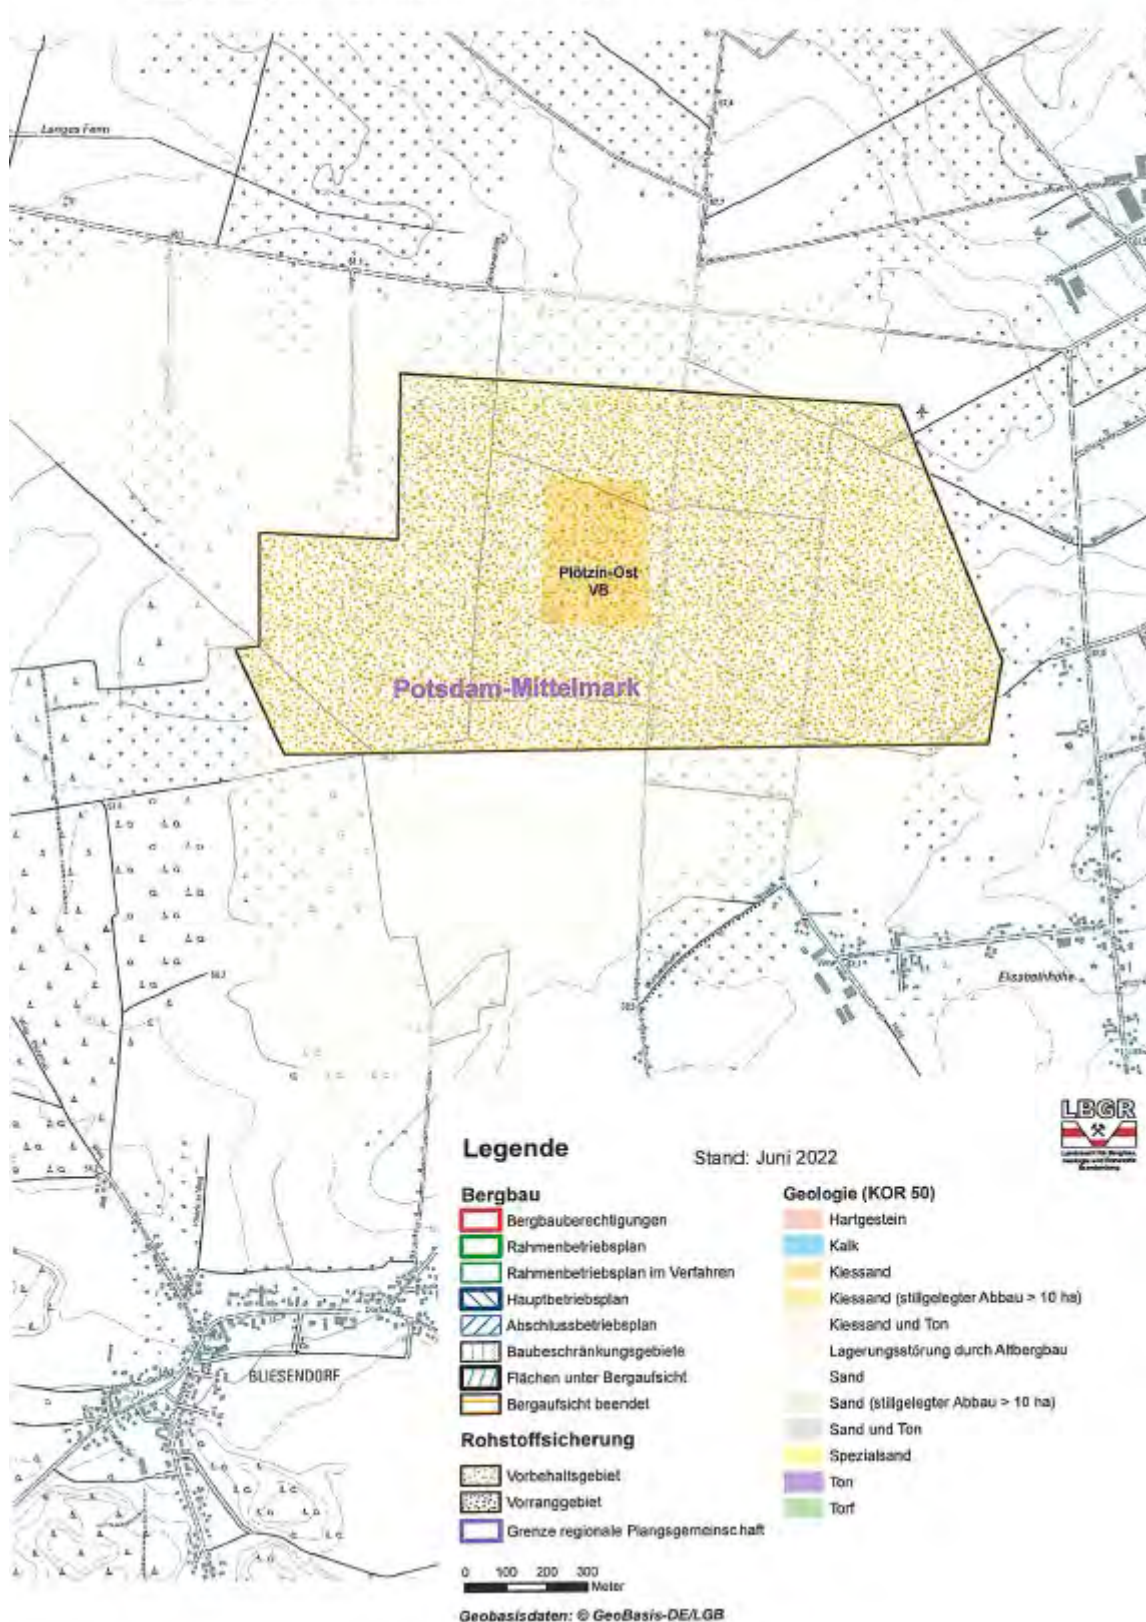 Langes Fenn
57,4
Plötzin-Ost
VB
Potsdam-Mittelmark
Elisabethhöhe
BLIESENDORF
LBGR
Legende
Stand: Juni 2022
Bergbau
Bergbauberechtigungen
Rahmenbetriebsplan
Rahmenbetriebsplan im Verfahren
Hauptbetriebsplan
Abschlussbetriebsplan
Baubeschränkungsgebiete
Flächen unter Bergaufsicht
Bergaufsicht beendet
Rohstoffsicherung
Vorbehaltsgebiet
Vorranggebiet
Grenze regionale Plangsgemeinschaft
Geologie (KOR 50)
Hartgestein
Kalk
Kiessand
Kiessand (stillgelegter Abbau > 10 ha)
Kiessand und Ton
Lagerungsstörung durch Altbergbau
Sand
Sand (stillgelegter Abbau > 10 ha)
Sand und Ton
Spezialsand
Ton
Torf
0 100 200 300
Meter
Geobasisdaten: © GeoBasis-DE/LGB